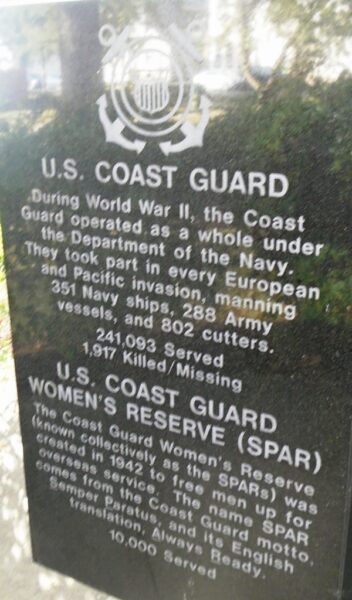 U.S. COAST GUARD
During World War II, the Coast
Guard operated as a whole under
the Department of the Navy.
They took part in every European
and Pacific invasion, manning
351 Navy ships, 288 Army
vessels, and 802 cutters.
241,093 Served
1,917 Killed/Missing
U.S. COAST GUARD
WOMEN'S RESERVE (SPAR)
The Coast Guard Women's Reserve
(known collectively as the SPARs) was
created in 1942 to free men up for
overseas service. The name SPAR
comes from the Coast Guard motto,
Semper Paratus, and its English
translation, Always Ready.
10,000 Served